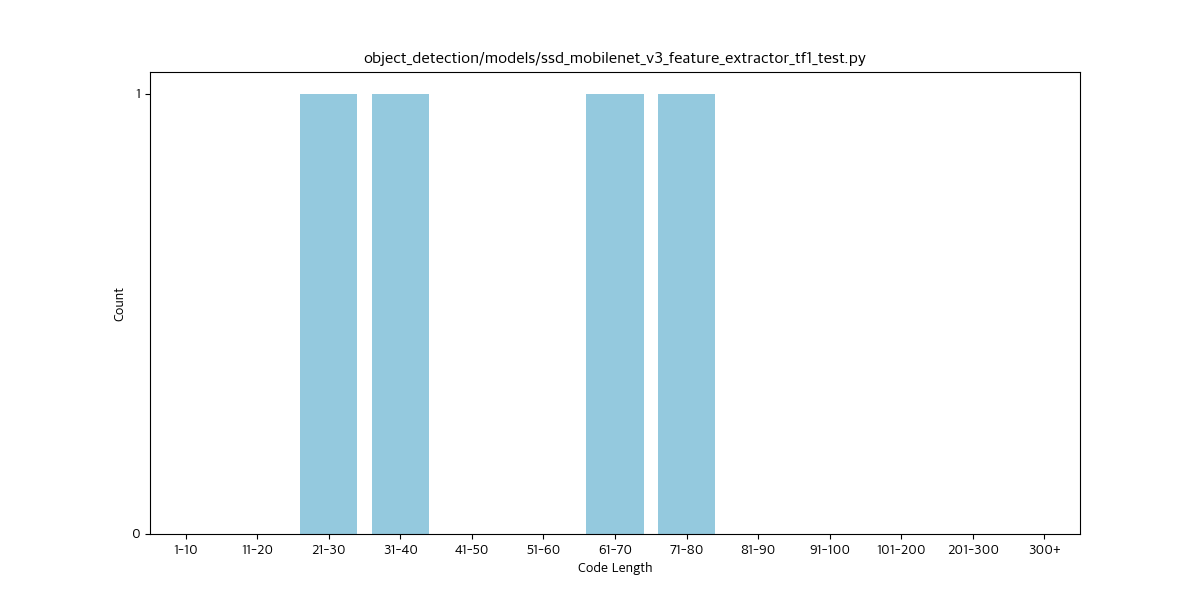 object_detection/models/ssd_mobilenet_v3_feature_extractor_tf1_test.py
1
Count
0
1-10 11-20 21-30 31-40 41-50 51-60 61-70 71-80 81-90 91-100 101-200 201-300 300+
Code Length